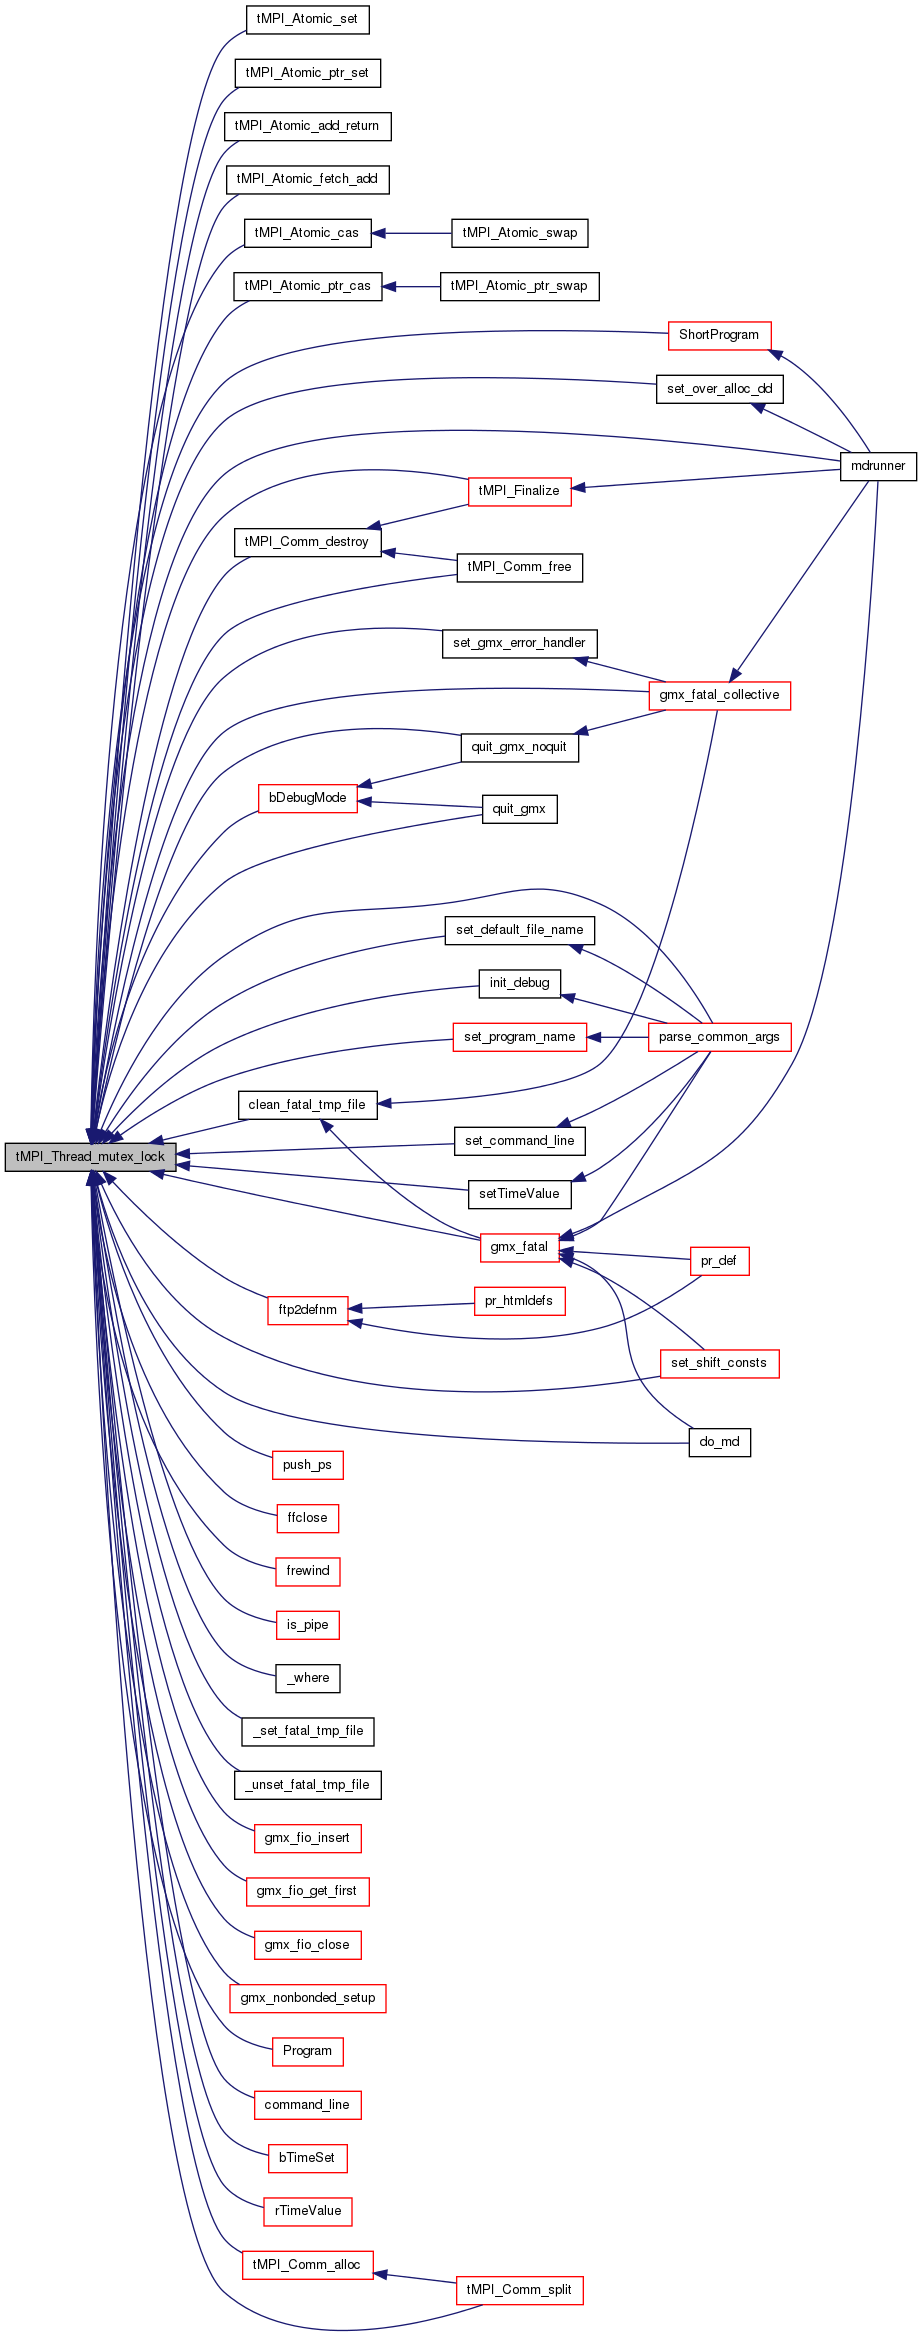 tMPI_Atomic_set
tMPI_Atomic_ptr_set
tMPI_Atomic_add_return
tMPI_Atomic_fetch_add
tMPI_Atomic_cas
tMPI_Atomic_swap
tMPI_Atomic_ptr_cas
tMPI_Atomic_ptr_swap
ShortProgram
set_over_alloc_dd
mdrunner
tMPI_Finalize
tMPI_Comm_destroy
tMPI_Comm_free
set_gmx_error_handler
gmx_fatal_collective
quit_gmx_noquit
bDebugMode
quit_gmx
set_default_file_name
init_debug
set_program_name
parse_common_args
clean_fatal_tmp_file
set_command_line
tMPI_Thread_mutex_lock
setTimeValue
gmx_fatal
pr_def
pr_htmldefs
ftp2defnm
set_shift_consts
do_md
push_ps
ffclose
frewind
is_pipe
_where
_set_fatal_tmp_file
_unset_fatal_tmp_file
gmx_fio_insert
gmx_fio_get_first
gmx_fio_close
gmx_nonbonded_setup
Program
command_line
bTimeSet
rTimeValue
tMPI_Comm_alloc
tMPI_Comm_split